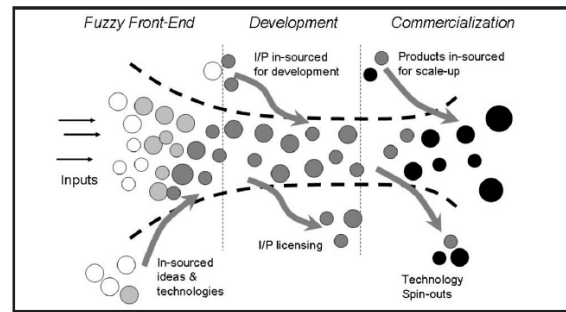 Fuzzy Front-End
Development
Commercialization
I/P in-sourced
for development
Products in-sourced
for scale-up
Inputs
In-sourced
ideas &
technologies
I/P licensing
Technology
Spin-outs